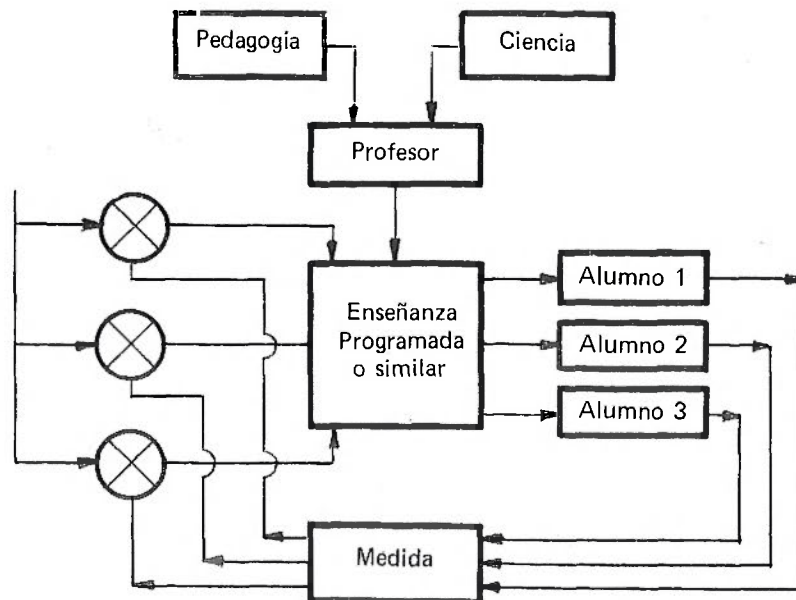 Pedagogía
Ciencia
Profesor
Enseñanza
Programada
o similar
Alumno 1
Alumno 2
Alumno 3
Medida